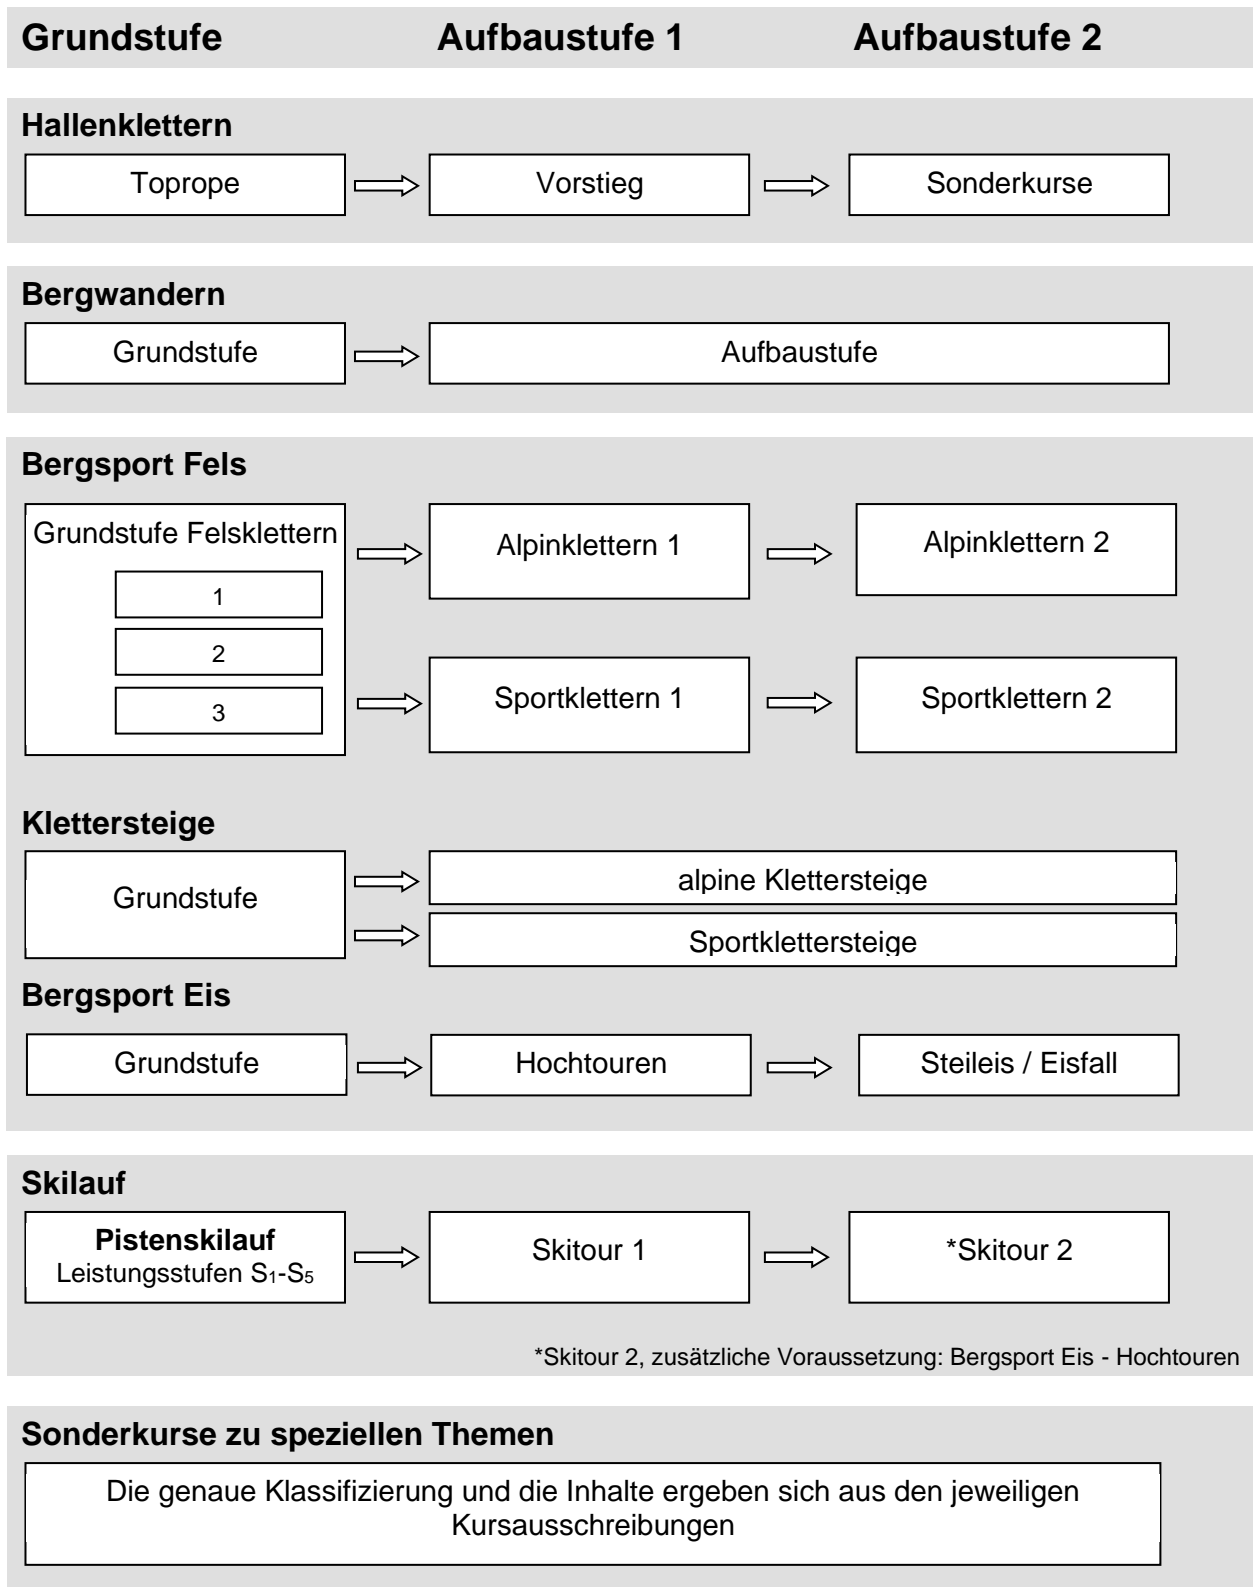 Grundstufe Aufbaustufe 1 Aufbaustufe 2
Hallenklettern
Toprope Vorstieg Sonderkurse
Bergwandern
Grundstufe Aufbaustufe
Bergsport Fels
Grundstufe Felsklettern
1
2
3
Alpinklettern 1 Alpinklettern 2
Sportklettern 1 Sportklettern 2
Klettersteige
Grundstufe
alpine Klettersteige
Sportklettersteige
Bergsport Eis
Grundstufe Hochtouren Steileis / Eisfall
Skilauf
Pistenskilauf
Leistungsstufen S₁-S₅
Skitour 1 *Skitour 2
*Skitour 2, zusätzliche Voraussetzung: Bergsport Eis - Hochtouren
Sonderkurse zu speziellen Themen
Die genaue Klassifizierung und die Inhalte ergeben sich aus den jeweiligen
Kursausschreibungen